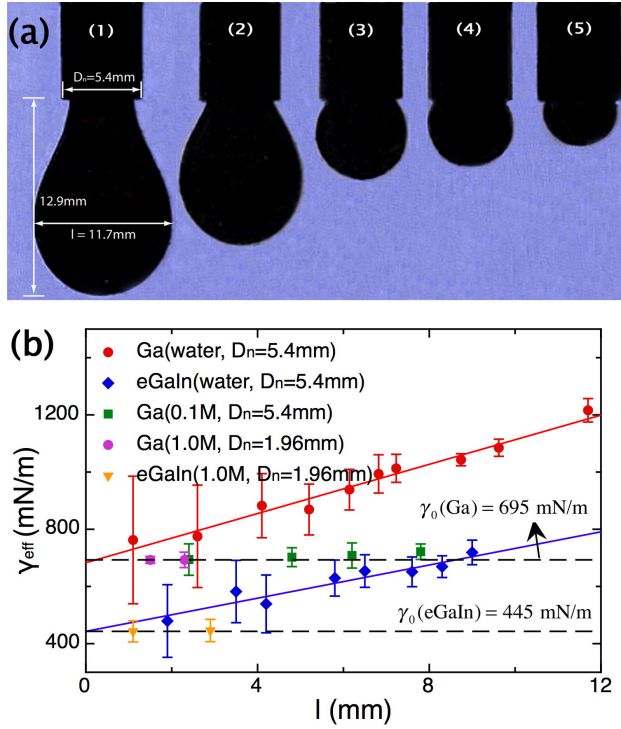 (a)
(1) (2) (3) (4) (5)
Dₙ=5.4mm
12.9mm
l = 11.7mm
(b)
Ga(water, Dₙ=5.4mm)
eGaIn(water, Dₙ=5.4mm)
Ga(0.1M, Dₙ=5.4mm)
Ga(1.0M, Dₙ=1.96mm)
eGaIn(1.0M, Dₙ=1.96mm)
γ₀(Ga) = 695 mN/m
γ₀(eGaIn) = 445 mN/m
1200
800
400
γeff (mN/m)
0 4 8 12
l (mm)